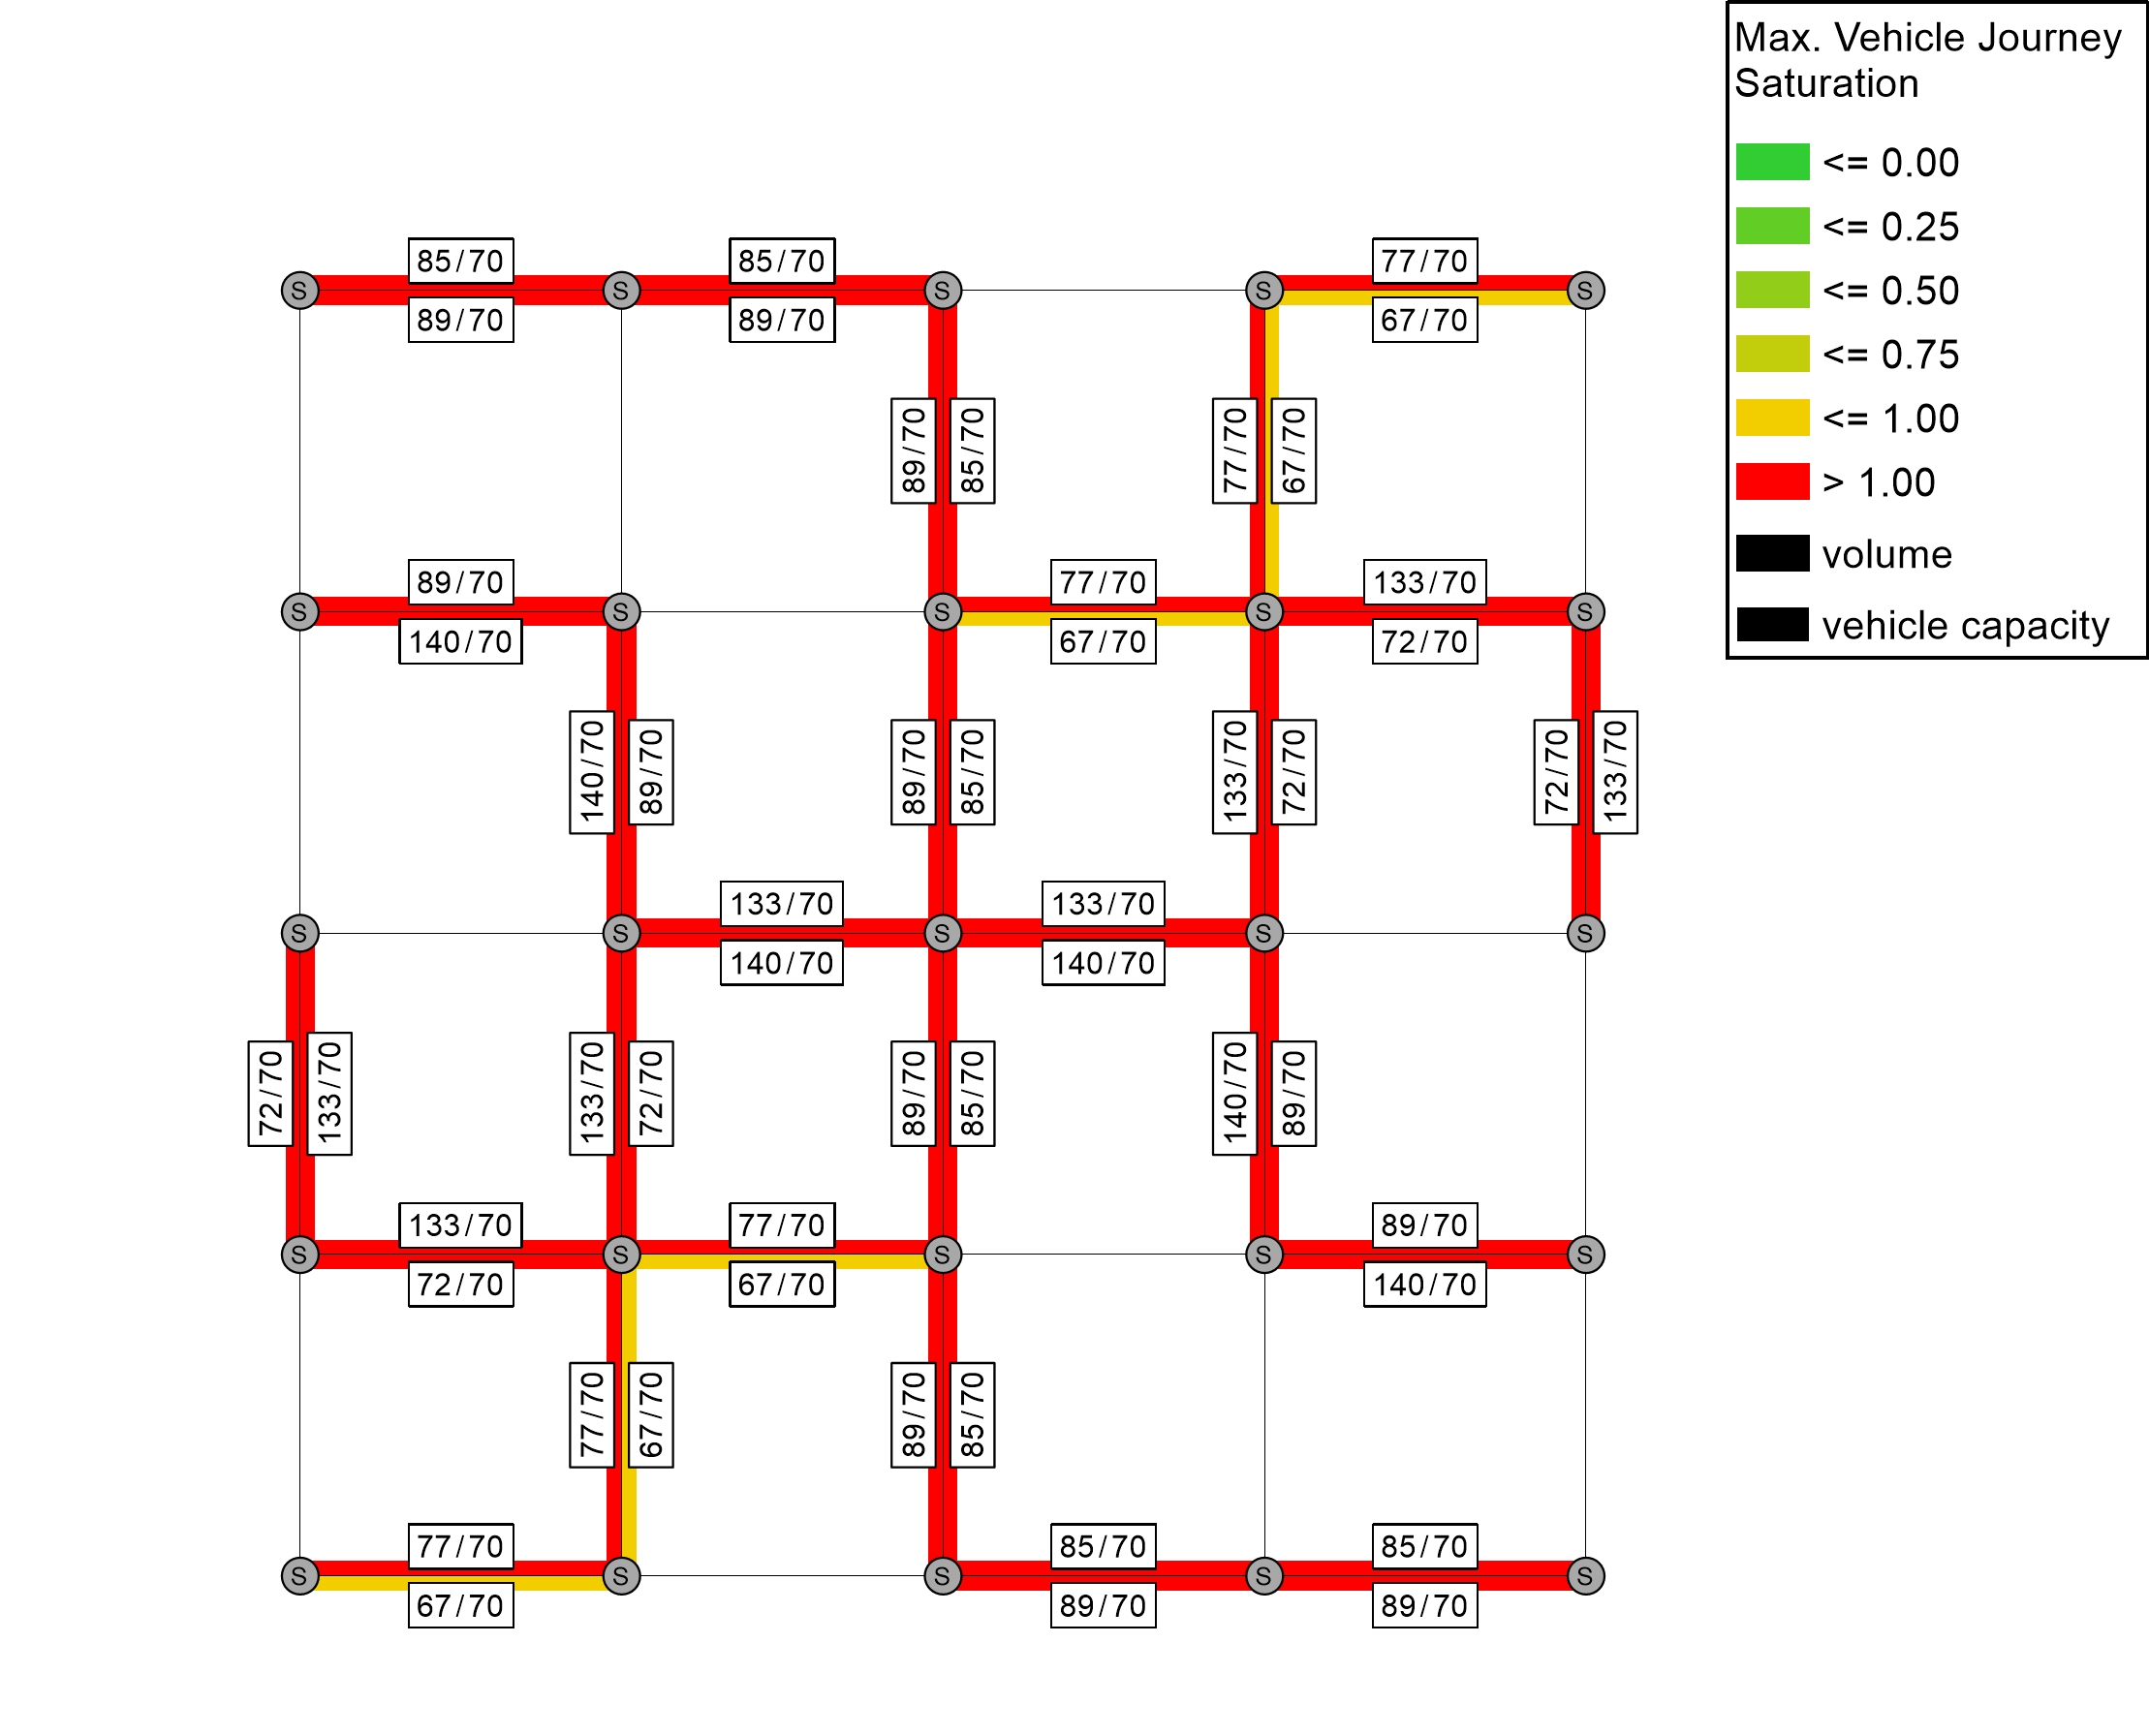 Max. Vehicle Journey
Saturation
<= 0.00
<= 0.25
<= 0.50
<= 0.75
<= 1.00
> 1.00
volume
vehicle capacity
85/70 85/70 77/70
S S S S S
89/70 89/70 67/70
89/70 85/70 77/70 67/70
89/70 77/70 133/70
S S S S S
140/70 67/70 72/70
140/70 89/70 89/70 85/70 133/70 72/70 72/70 133/70
133/70 133/70
S S S S S
140/70 140/70
72/70 133/70 133/70 72/70 89/70 85/70 140/70 89/70
133/70 77/70 89/70
S S S S S
72/70 67/70 140/70
77/70 67/70 89/70 85/70
77/70 85/70 85/70
S S S S S
67/70 89/70 89/70